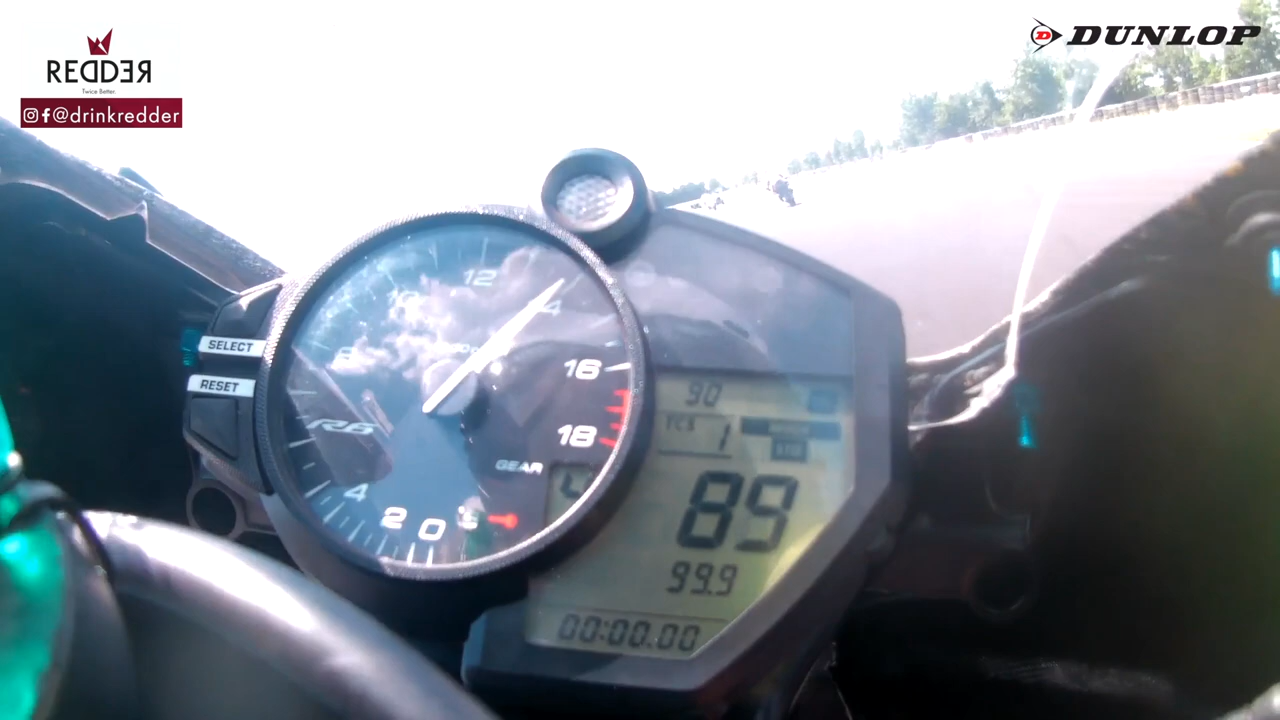 REDDER
Twice Better.
@drinkredder
DUNLOP
SELECT
RESET
R6
0
2
4
8
10
12
14
16
18
GEAR
90
TCS
1
89
99.9
00:00.00